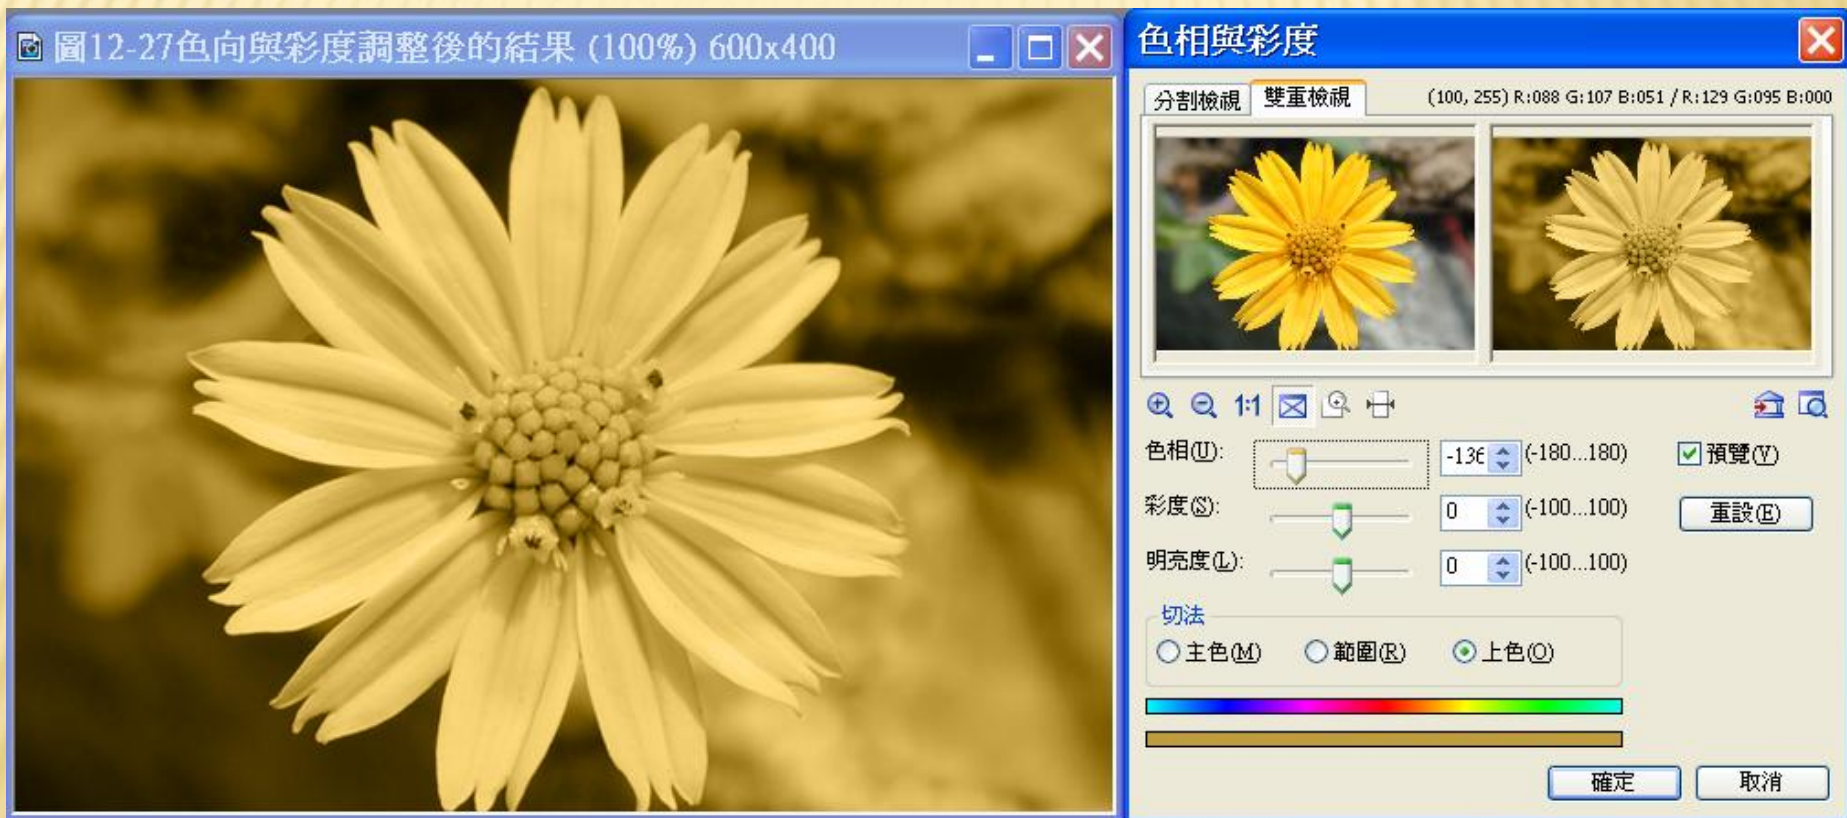 圖12-27色向與彩度調整後的結果 (100%) 600x400
色相與彩度
分割檢視 雙重檢視 (100, 255) R:088 G:107 B:051 / R:129 G:095 B:000
1:1
色相(U): -136 (-180...180) 預覽(V)
彩度(S): 0 (-100...100) 重設(E)
明亮度(L): 0 (-100...100)
切法
主色(M) 範圍(R) 上色(O)
確定 取消